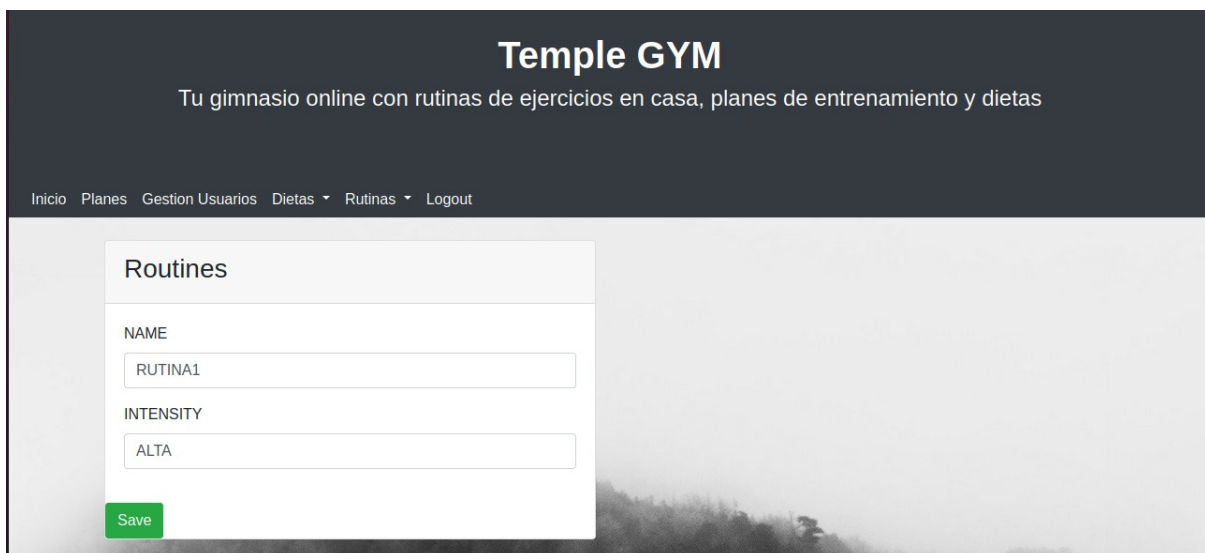 Temple GYM
Tu gimnasio online con rutinas de ejercicios en casa, planes de entrenamiento y dietas
Inicio Planes Gestion Usuarios Dietas Rutinas Logout
Routines
NAME
RUTINA1
INTENSITY
ALTA
Save